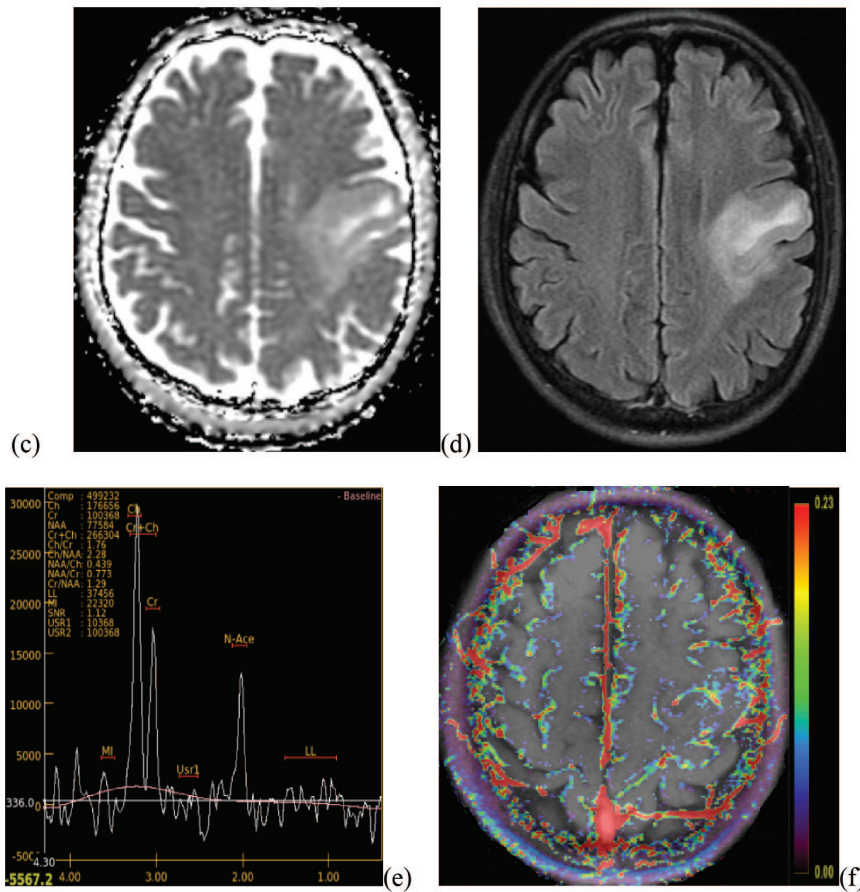 (c)
(d)
30000
25000
20000
15000
10000
5000
336.0
0
-5567.2
4.30
4.00
3.00
2.00
1.00
Comp : 499232
Ch : 176656
Cr : 100368
NAA : 77584
Cr+Ch : 266304
Ch/Cr : 1.76
Ch/NAA : 2.28
NAA/Ch : 0.439
NAA/Cr : 0.773
Cr/NAA : 1.29
LL : 37456
MI : 22320
SNR : 1.12
USR1 : 10368
USR2 : 100368
- Baseline
Cr+Ch
Cr
N-Ace
MI
Usr1
LL
(e)
0.23
0.00
(f)